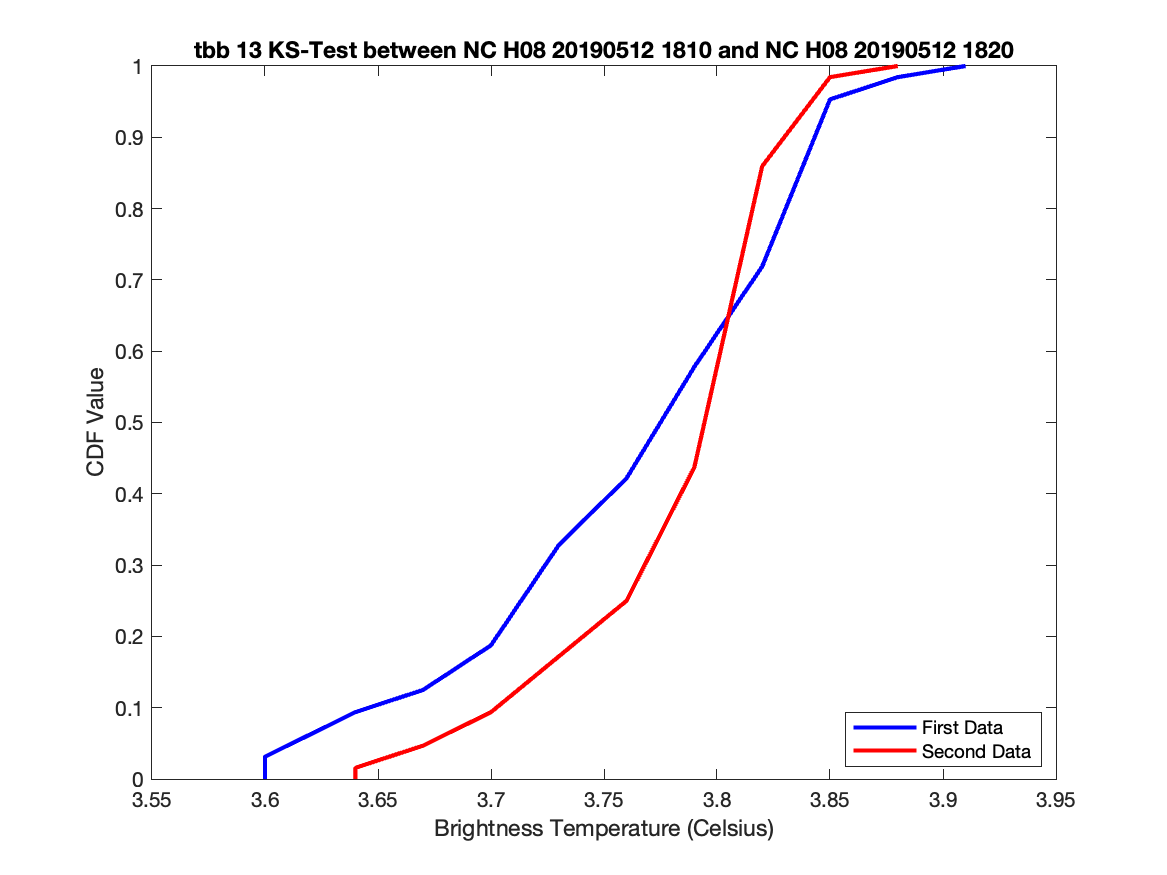 tbb 13 KS-Test between NC H08 20190512 1810 and NC H08 20190512 1820
1
0.9
0.8
0.7
0.6
0.5
0.4
0.3
0.2
0.1
0
CDF Value
First Data
Second Data
3.55 3.6 3.65 3.7 3.75 3.8 3.85 3.9 3.95
Brightness Temperature (Celsius)